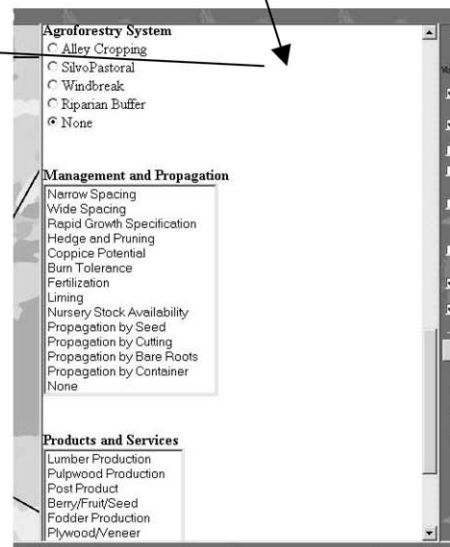 Agroforestry System
Alley Cropping
SilvoPastoral
Windbreak
Riparian Buffer
None
Management and Propagation
Narrow Spacing
Wide Spacing
Rapid Growth Specification
Hedge and Pruning
Coppice Potential
Burn Tolerance
Fertilization
Liming
Nursery Stock Availability
Propagation by Seed
Propagation by Cutting
Propagation by Bare Roots
Propagation by Container
None
Products and Services
Lumber Production
Pulpwood Production
Post Product
Berry/Fruit/Seed
Fodder Production
Plywood/Veneer